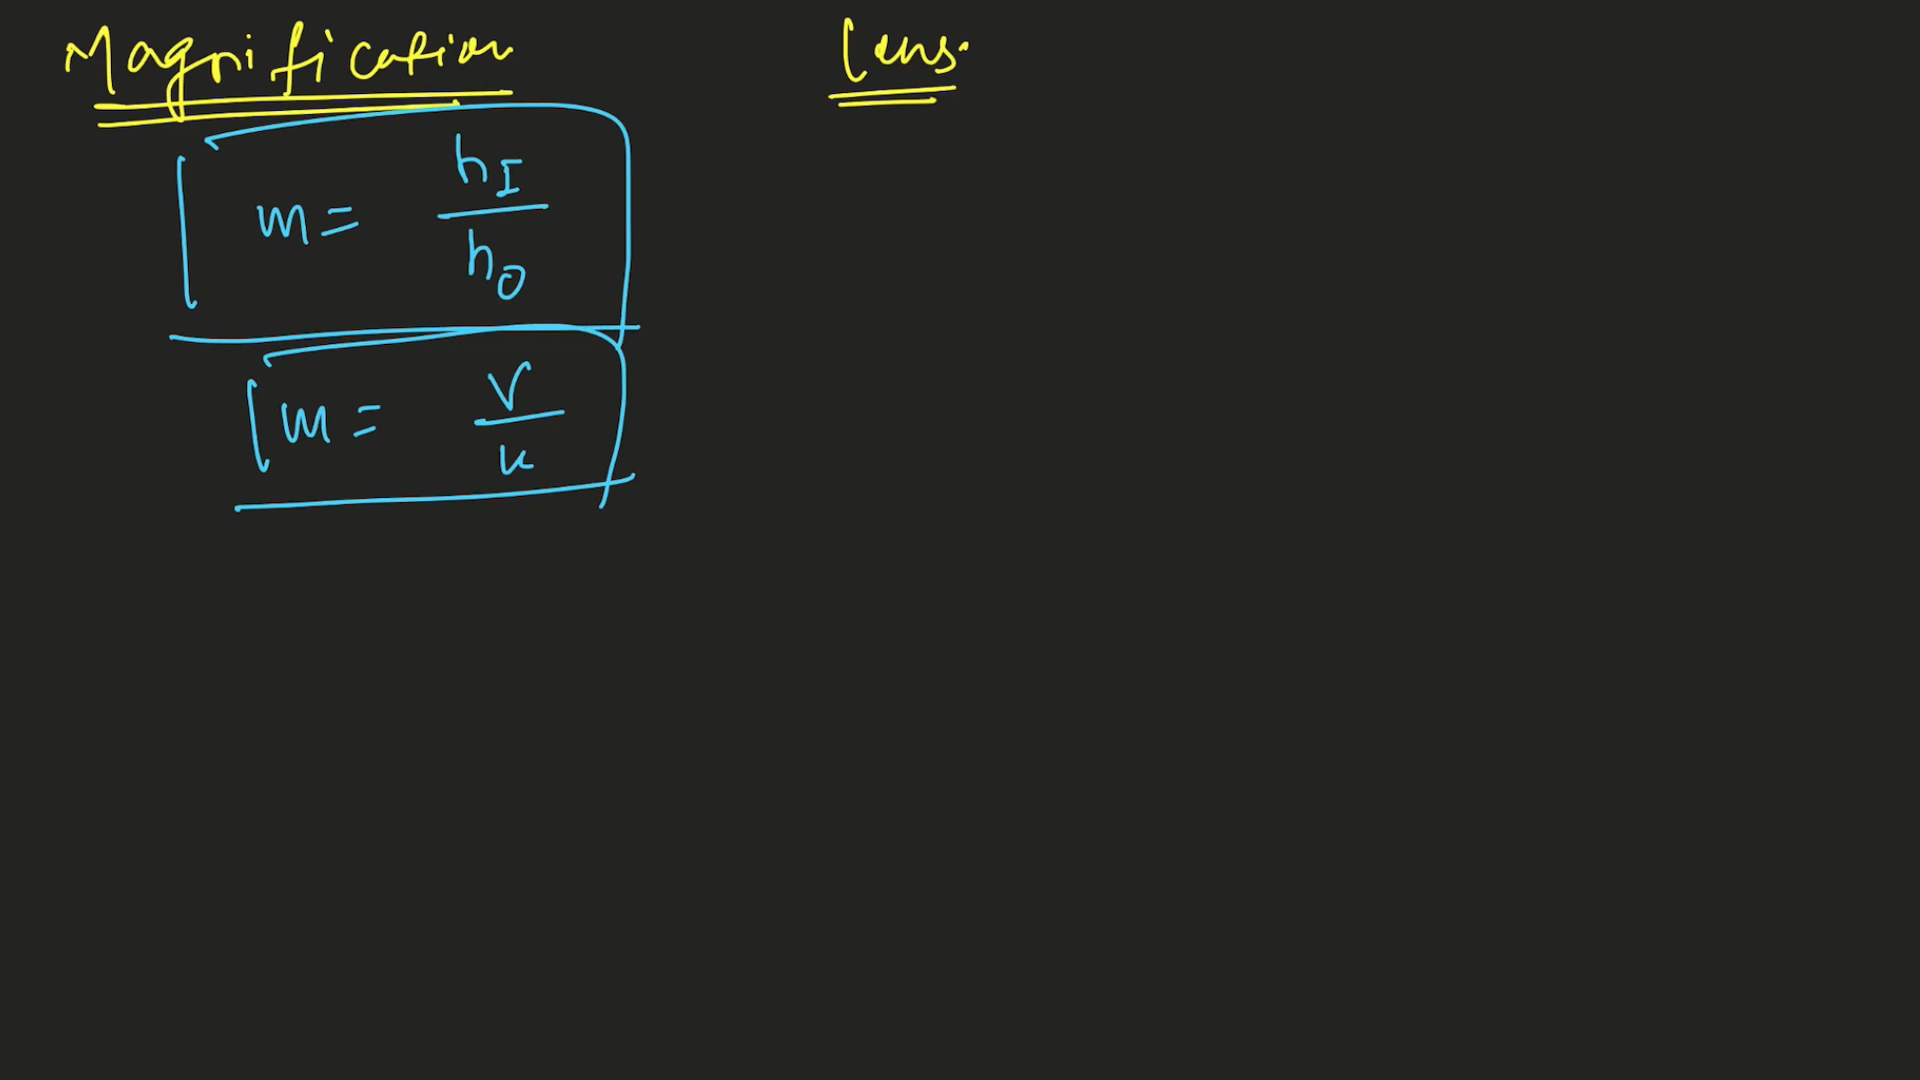 Magnification
Lens.
m = hI/hO
m = v/u